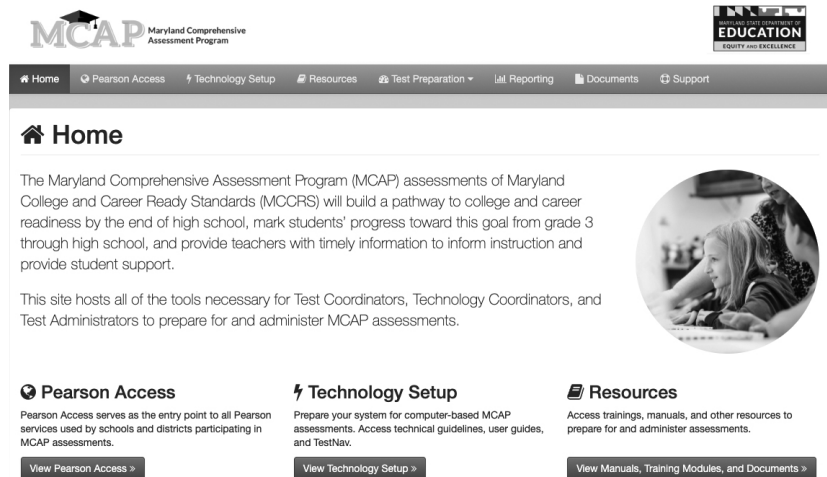 MCAP Maryland Comprehensive
Assessment Program
MARYLAND STATE DEPARTMENT OF
EDUCATION
EQUITY AND EXCELLENCE
Home Pearson Access Technology Setup Resources Test Preparation Reporting Documents Support
Home
The Maryland Comprehensive Assessment Program (MCAP) assessments of Maryland
College and Career Ready Standards (MCCRS) will build a pathway to college and career
readiness by the end of high school, mark students' progress toward this goal from grade 3
through high school, and provide teachers with timely information to inform instruction and
provide student support.
This site hosts all of the tools necessary for Test Coordinators, Technology Coordinators, and
Test Administrators to prepare for and administer MCAP assessments.
Pearson Access
Pearson Access serves as the entry point to all Pearson
services used by schools and districts participating in
MCAP assessments.
View Pearson Access »
Technology Setup
Prepare your system for computer-based MCAP
assessments. Access technical guidelines, user guides,
and TestNav.
View Technology Setup »
Resources
Access trainings, manuals, and other resources to
prepare for and administer assessments.
View Manuals, Training Modules, and Documents »